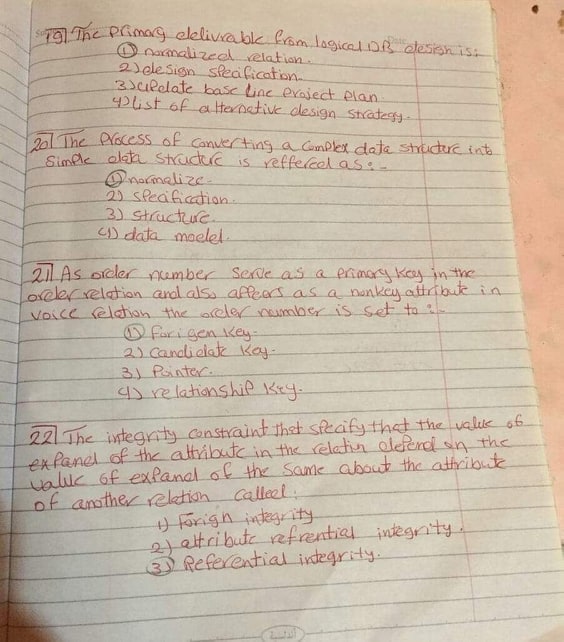 19| The primary delivrable from logical DB design is:
① normalized relation.
2) design specification
3) update base line project plan
4) list of alternative design strategy.
20| The Process of Converting a Complex data structure into
Simple data structure is reffered as:-
① normalize.
2) specification.
3) structure.
4) data model.
21| As order number serve as a primary key in the
order relation and also appears as a nonkey attribute in
voice relation the order number is set to :-
① forigen key.
2) Candidate key.
3) Pointer.
4) relationship key.
22| The integrity constraint that specify that the value of
expand of the attribute in the relation depend on the
value of expand of the same about the attribute
of another relation called:
1) Forign integrity
2) attribute refrential integrity.
③ Referential integrity.